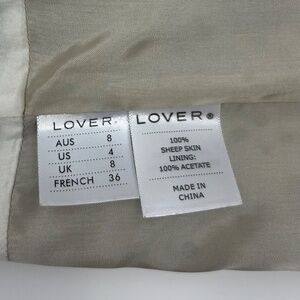 LOVER.
AUS 8
US 4
UK 8
FRENCH 36
LOVER®
100%
SHEEP SKIN
LINING:
100% ACETATE
MADE IN
CHINA